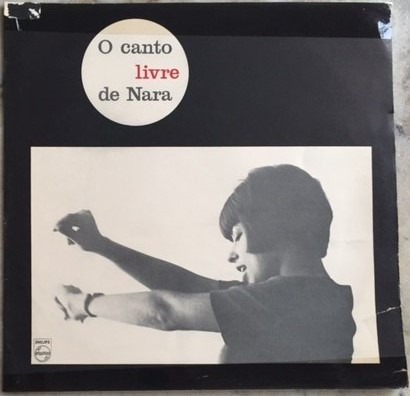 O canto
livre
de Nara
PHILIPS